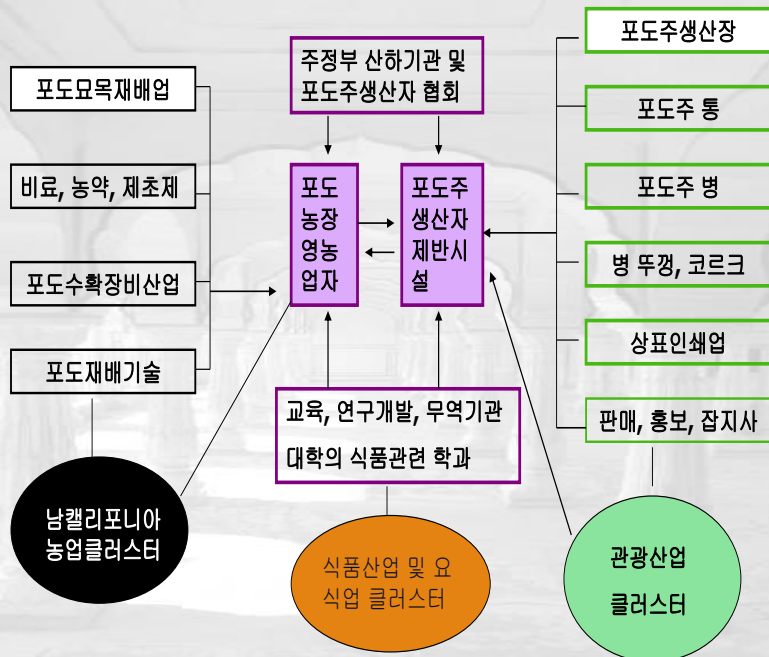 포도묘목재배업
비료, 농약, 제초제
포도수확장비산업
포도재배기술
남캘리포니아
농업클러스터
주정부 산하기관 및
포도주생산자 협회
포도
농장
영농
업자
포도주
생산자
제반시
설
교육, 연구개발, 무역기관
대학의 식품관련 학과
식품산업 및 요
식업 클러스터
포도주생산장
포도주 통
포도주 병
병 뚜껑, 코르크
상표인쇄업
판매, 홍보, 잡지사
관광산업
클러스터